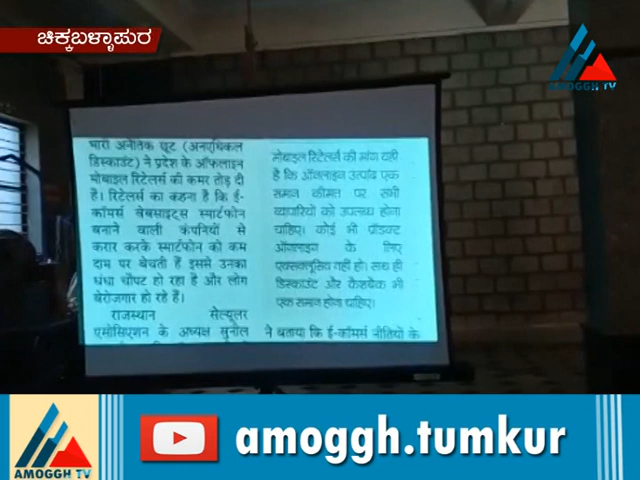 ಚಿಕ್ಕಬಳ್ಳಾಪುರ
AMOGGH TV
भारी अनैतिक छूट (अनएथिकल
डिस्काउंट) ने प्रदेश के ऑफलाइन
मोबाइल रिटेलर्स की कमर तोड़ दी
है। रिटेलर्स का कहना है कि ई-
कॉमर्स वेबसाइट्स स्मार्टफोन
बनाने वाली कंपनियों से
करार करके स्मार्टफोन को कम
दाम पर बेचती हैं इससे उनका
धंधा चौपट हो रहा है और लोग
बेरोजगार हो रहे हैं।
राजस्थान सेल्यूलर
एसोसिएशन के अध्यक्ष सुनील
मोबाइल रिटेलर्स की मांग यही
है कि ऑनलाइन उत्पाद एक
समान कीमत पर सभी
व्यापारियों को उपलब्ध होना
चाहिए। कोई भी प्रॉडक्ट
ऑनलाइन के लिए
एक्सक्लूसिव नहीं हो। साथ ही
डिस्काउंट और कैशबैक भी
एक समान होना चाहिए।
ने बताया कि ई-कॉमर्स नीतियों के
AMOGGH TV
amoggh.tumkur